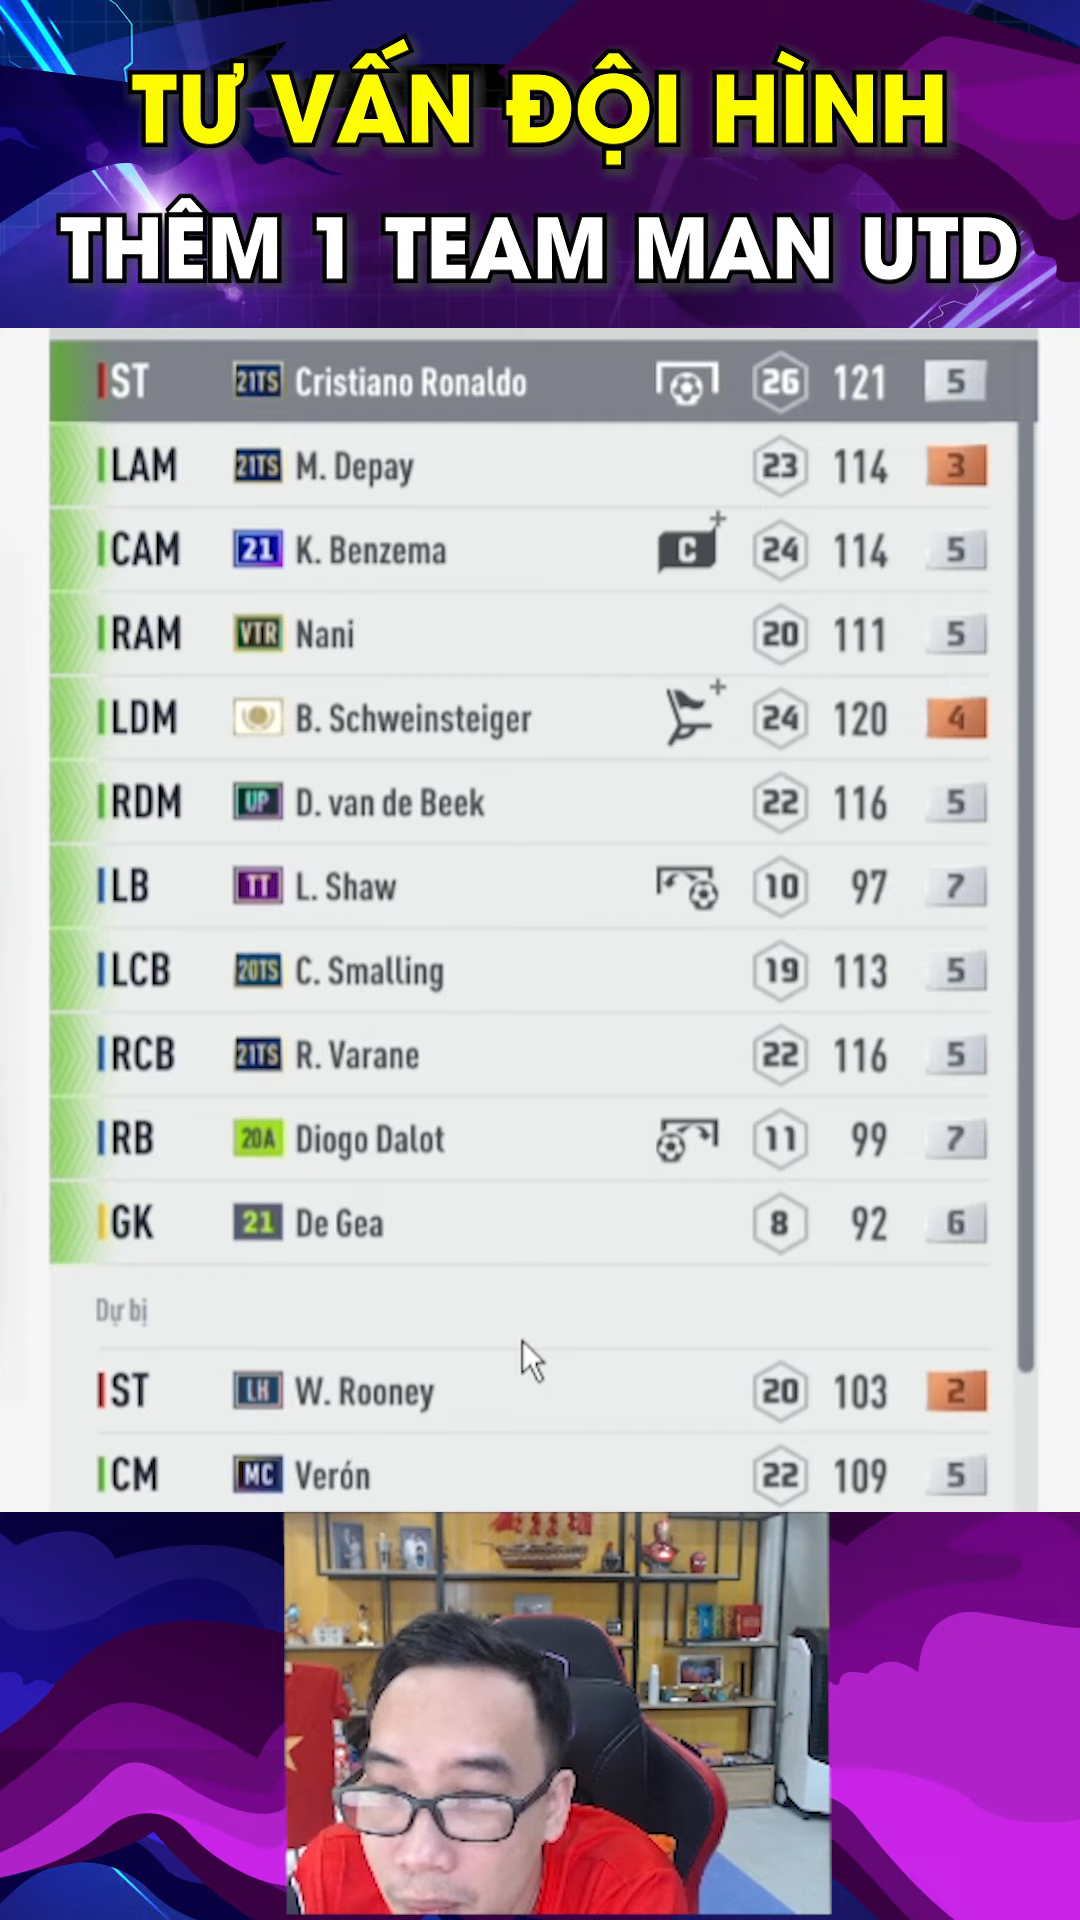 TƯ VẤN ĐỘI HÌNH
THÊM 1 TEAM MAN UTD
ST 21TS Cristiano Ronaldo 26 121 5
LAM 21TS M. Depay 23 114 3
CAM 21 K. Benzema C 24 114 5
RAM VTR Nani 20 111 5
LDM B. Schweinsteiger 24 120 4
RDM UP D. van de Beek 22 116 5
LB TT L. Shaw 10 97 7
LCB 20TS C. Smalling 19 113 5
RCB 21TS R. Varane 22 116 5
RB 20A Diogo Dalot 11 99 7
GK 21 De Gea 8 92 6
Dự bị
ST LH W. Rooney 20 103 2
CM MC Verón 22 109 5